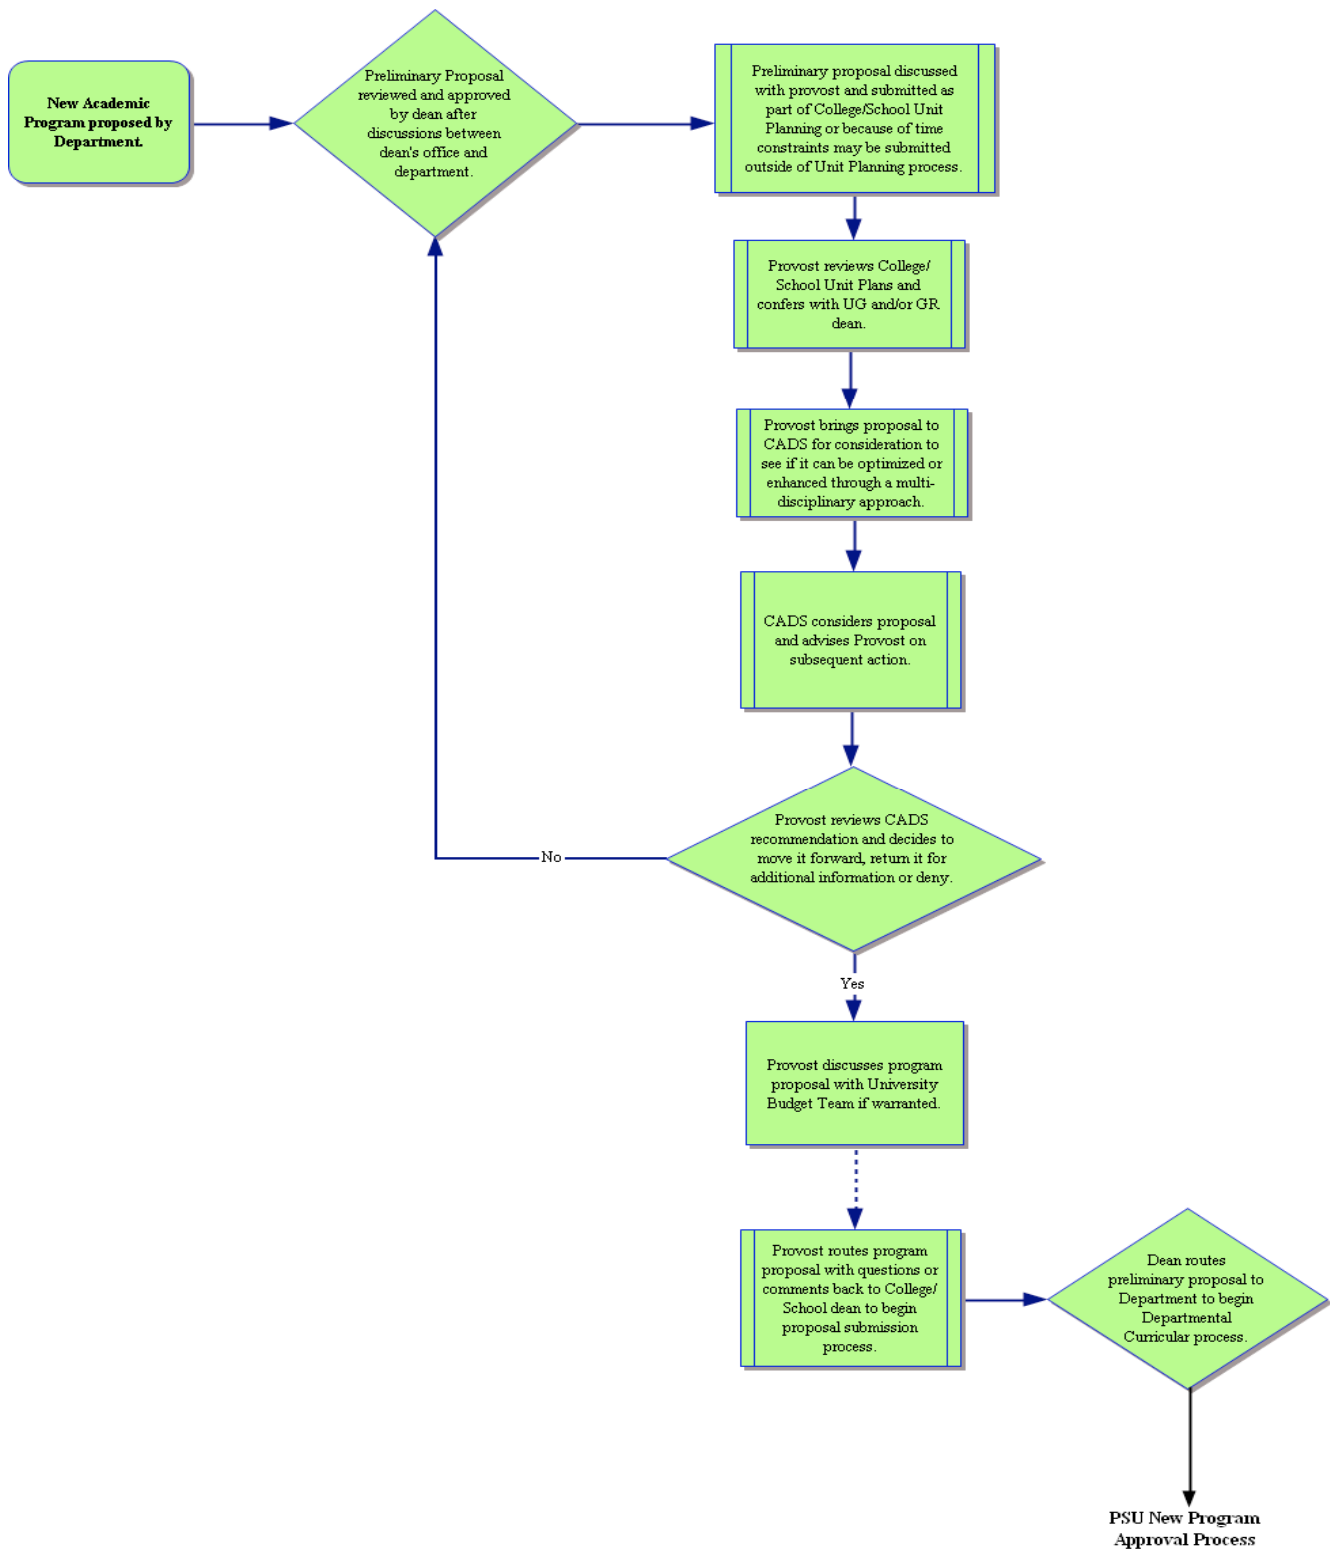 New Academic
Program proposed by
Department.
Preliminary Proposal
reviewed and approved
by dean after
discussions between
dean's office and
department.
Preliminary proposal discussed
with provost and submitted as
part of College/School Unit
Planning or because of time
constraints may be submitted
outside of Unit Planning process.
Provost reviews College/
School Unit Plans and
confers with UG and/or GR
dean.
Provost brings proposal to
CADS for consideration to
see if it can be optimized or
enhanced through a multi-
disciplinary approach.
CADS considers proposal
and advises Provost on
subsequent action.
Provost reviews CADS
recommendation and decides to
move it forward, return it for
additional information or deny.
No
Yes
Provost discusses program
proposal with University
Budget Team if warranted.
Provost routes program
proposal with questions or
comments back to College/
School dean to begin
proposal submission
process.
Dean routes
preliminary proposal to
Department to begin
Departmental
Curricular process.
PSU New Program
Approval Process